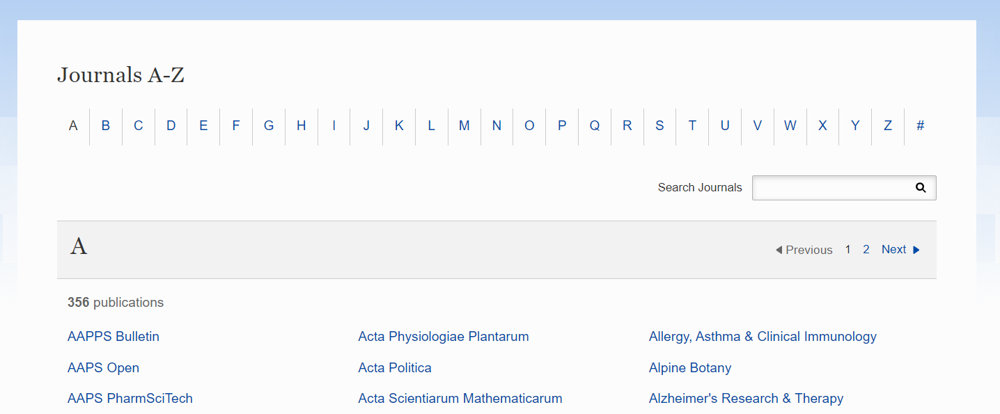 Journals A-Z
A B C D E F G H I J K L M N O P Q R S T U V W X Y Z #
Search Journals
A
Previous 1 2 Next
356 publications
AAPPS Bulletin Acta Physiologiae Plantarum Allergy, Asthma & Clinical Immunology
AAPS Open Acta Politica Alpine Botany
AAPS PharmSciTech Acta Scientiarum Mathematicarum Alzheimer's Research & Therapy